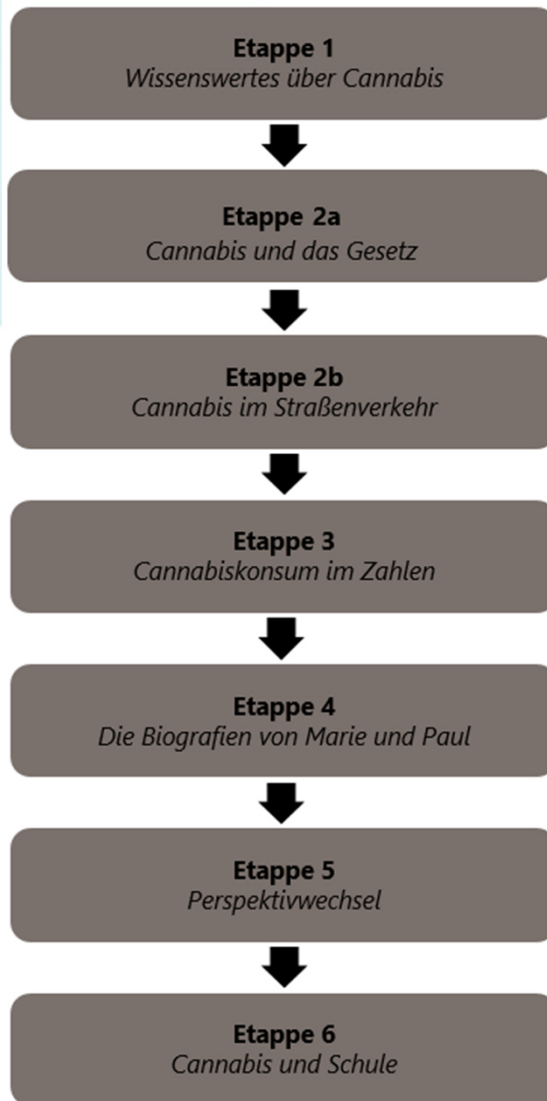 Etappe 1
Wissenswertes über Cannabis
Etappe 2a
Cannabis und das Gesetz
Etappe 2b
Cannabis im Straßenverkehr
Etappe 3
Cannabiskonsum im Zahlen
Etappe 4
Die Biografien von Marie und Paul
Etappe 5
Perspektivwechsel
Etappe 6
Cannabis und Schule